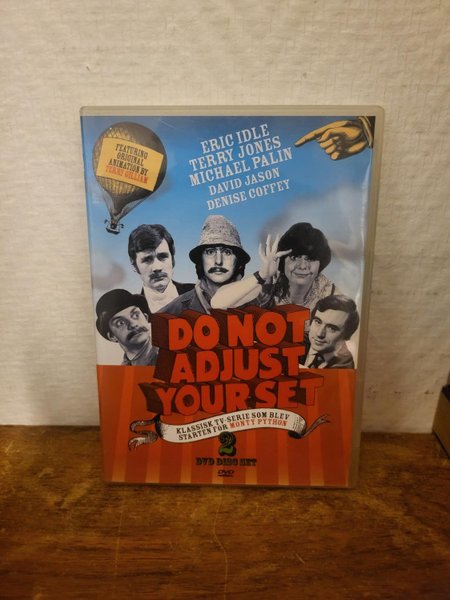 FEATURING
ORIGINAL
ANIMATION BY
TERRY GILLIAM
ERIC IDLE
TERRY JONES
MICHAEL PALIN
DAVID JASON
DENISE COFFEY
DO NOT
ADJUST
YOUR SET
KLASSISK TV-SERIE SOM BLEV
STARTEN FOR MONTY PYTHON
2
DVD DISC SET
DVD